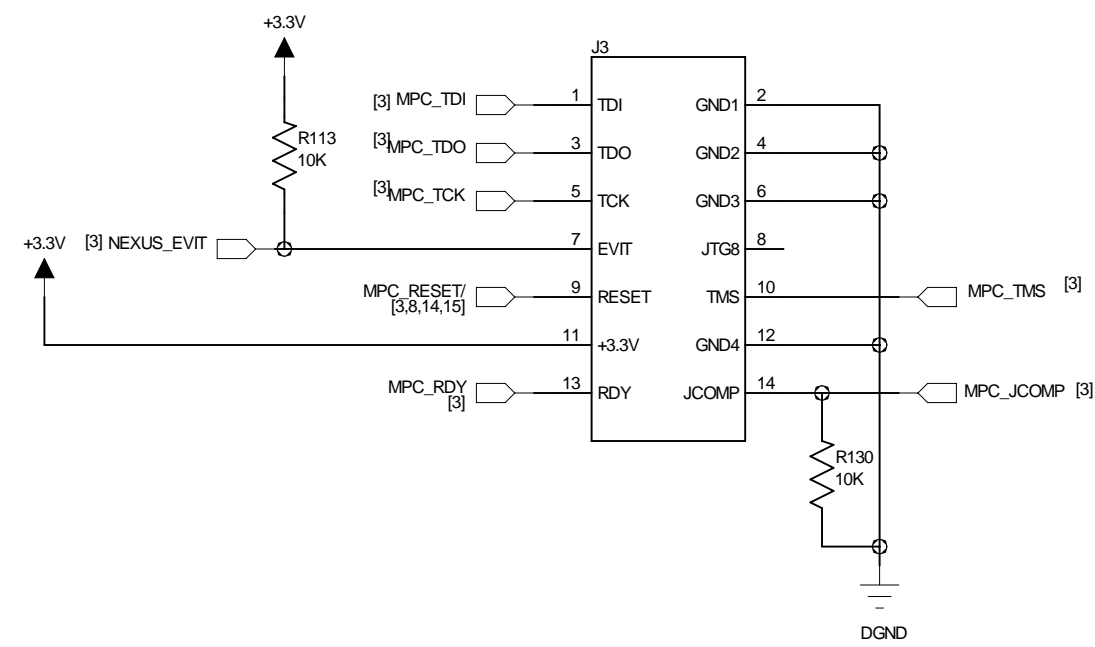 +3.3V
J3
[3] MPC_TDI
1 TDI
GND1 2
R113
10K
[3] MPC_TDO
3 TDO
GND2 4
[3] MPC_TCK
5 TCK
GND3 6
+3.3V
[3] NEXUS_EVIT
7 EVIT
JTG8 8
MPC_RESET/
[3,8,14,15]
9 RESET
TMS 10
MPC_TMS [3]
11 +3.3V
GND4 12
MPC_RDY
[3]
13 RDY
JCOMP 14
MPC_JCOMP [3]
R130
10K
DGND